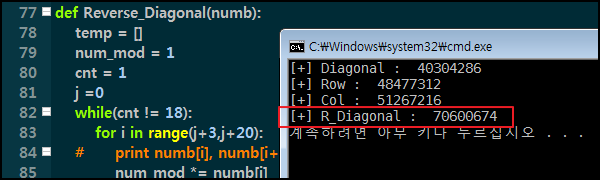 77 def Reverse_Diagonal(numb):
78 temp = []
79 num_mod = 1
80 cnt = 1
81 j =0
82 while(cnt != 18):
83 for i in range(j+3,j+20):
84 # print numb[i], numb[i+
85 num_mod *= numb[i]
C:\Windows\system32\cmd.exe
C:\
[+] Diagonal : 40304286
[+] Row : 48477312
[+] Col : 51267216
[+] R_Diagonal : 70600674
계속하려면 아무 키나 누르십시오 . . .